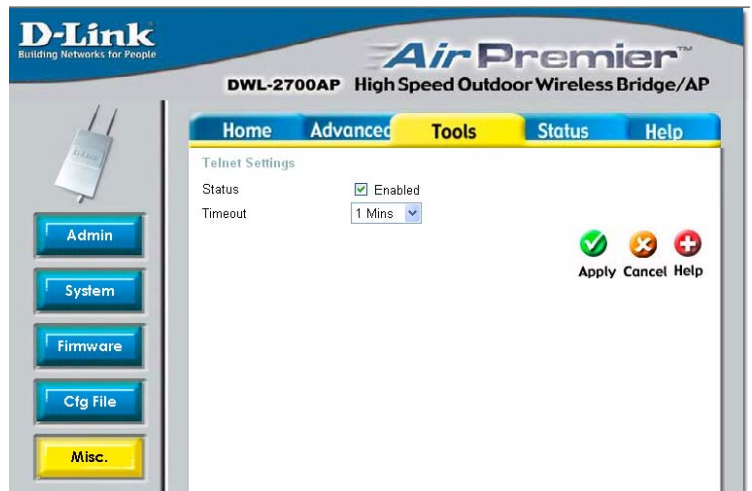 D-Link
Building Networks for People
Air Premier™
DWL-2700AP High Speed Outdoor Wireless Bridge/AP
Home Advanced Tools Status Help
Telnet Settings
Status Enabled
Timeout 1 Mins
Apply Cancel Help
Admin
System
Firmware
Cfg File
Misc.